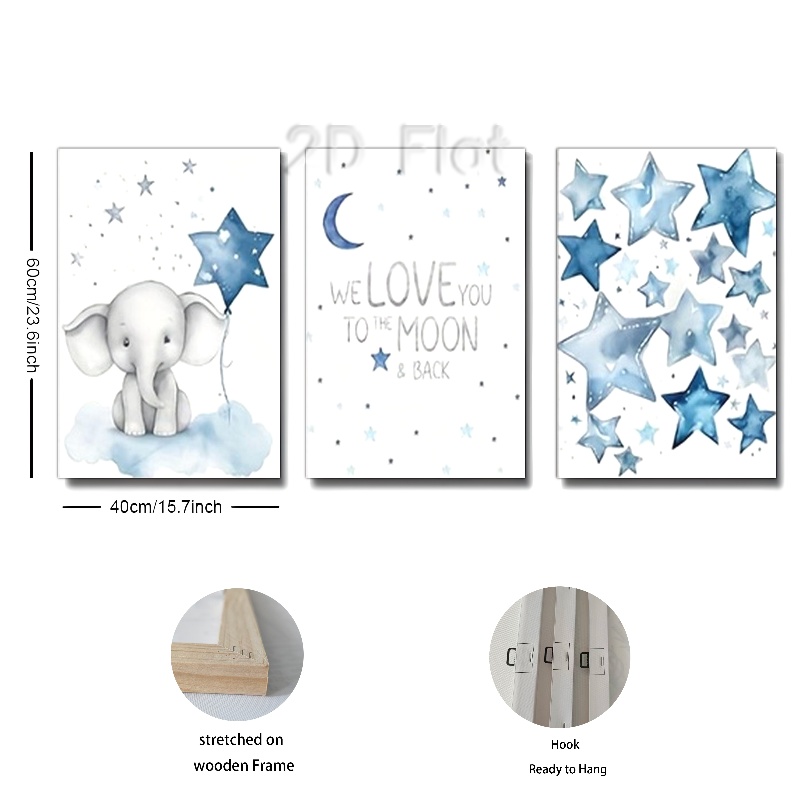 2D Flat
60cm/23.6inch
WE LOVE YOU
TO THE MOON
& BACK
40cm/15.7inch
stretched on
wooden Frame
Hook
Ready to Hang